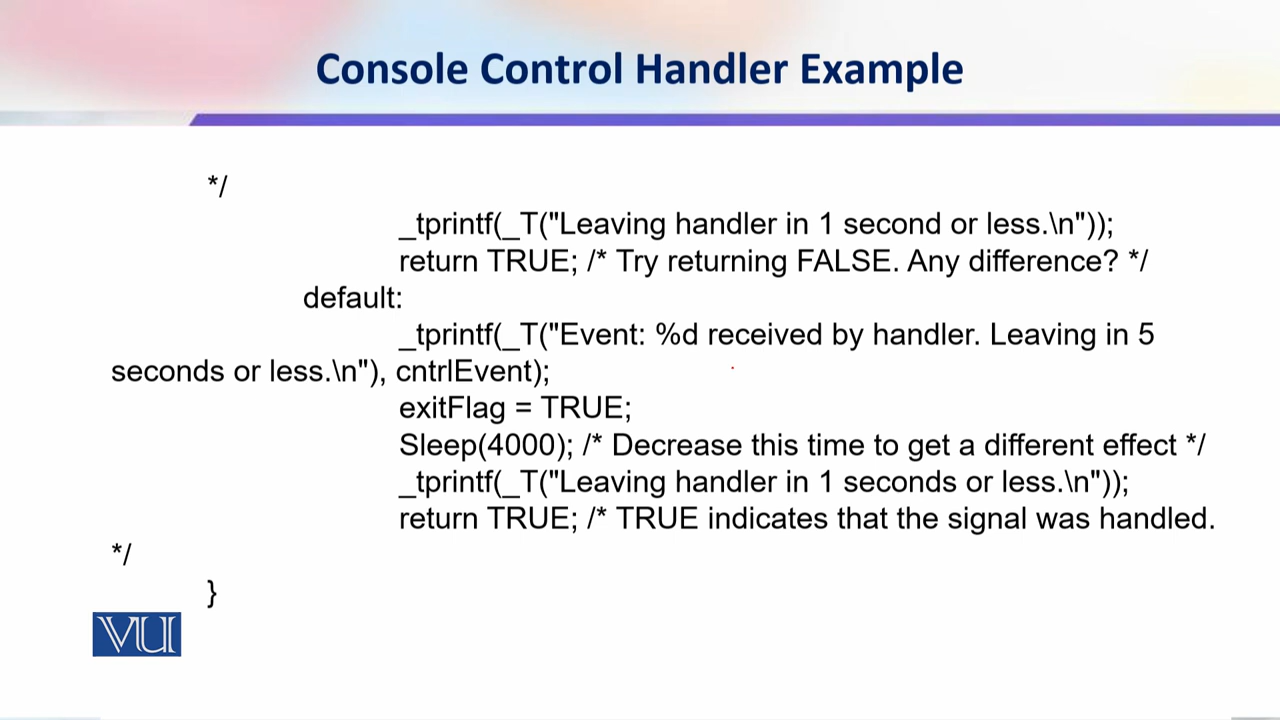 Console Control Handler Example
*/
_tprintf(_T("Leaving handler in 1 second or less.\n"));
return TRUE; /* Try returning FALSE. Any difference? */
default:
_tprintf(_T("Event: %d received by handler. Leaving in 5
seconds or less.\n"), cntrlEvent);
exitFlag = TRUE;
Sleep(4000); /* Decrease this time to get a different effect */
_tprintf(_T("Leaving handler in 1 seconds or less.\n"));
return TRUE; /* TRUE indicates that the signal was handled.
*/
}
VU